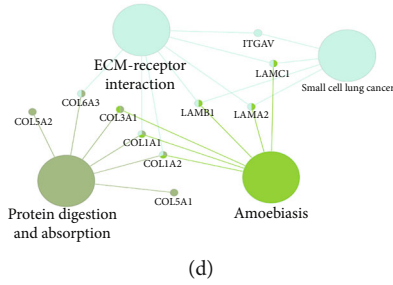 ITGAV
ECM-receptor
interaction
LAMC1
Small cell lung cancer
COL6A3
COL5A2
COL3A1
LAMB1
LAMA2
COL1A1
COL1A2
COL5A1
Protein digestion
and absorption
Amoebiasis
(d)